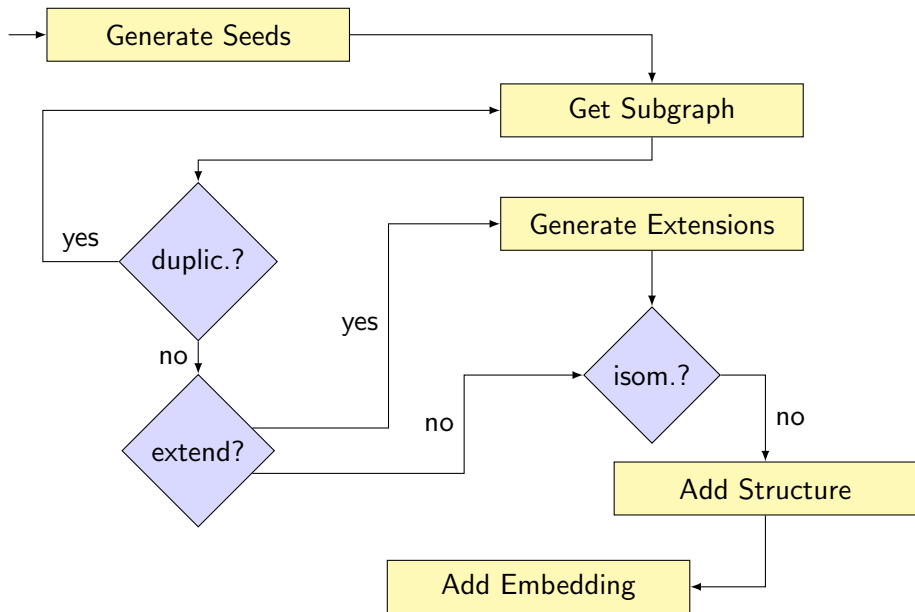 Generate Seeds
Get Subgraph
yes
duplic.?
Generate Extensions
no
yes
isom.?
extend?
no
no
Add Structure
Add Embedding